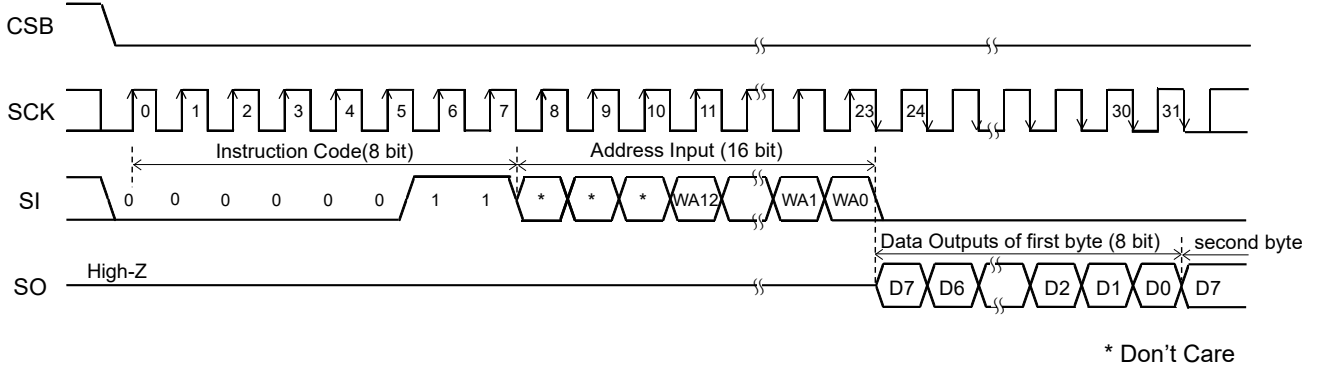 CSB
SCK 0 1 2 3 4 5 6 7 8 9 10 11 23 24 30 31
Instruction Code(8 bit) Address Input (16 bit)
SI 0 0 0 0 0 0 1 1 * * * WA12 WA1 WA0
Data Outputs of first byte (8 bit) second byte
High-Z
SO D7 D6 D2 D1 D0 D7
* Don't Care